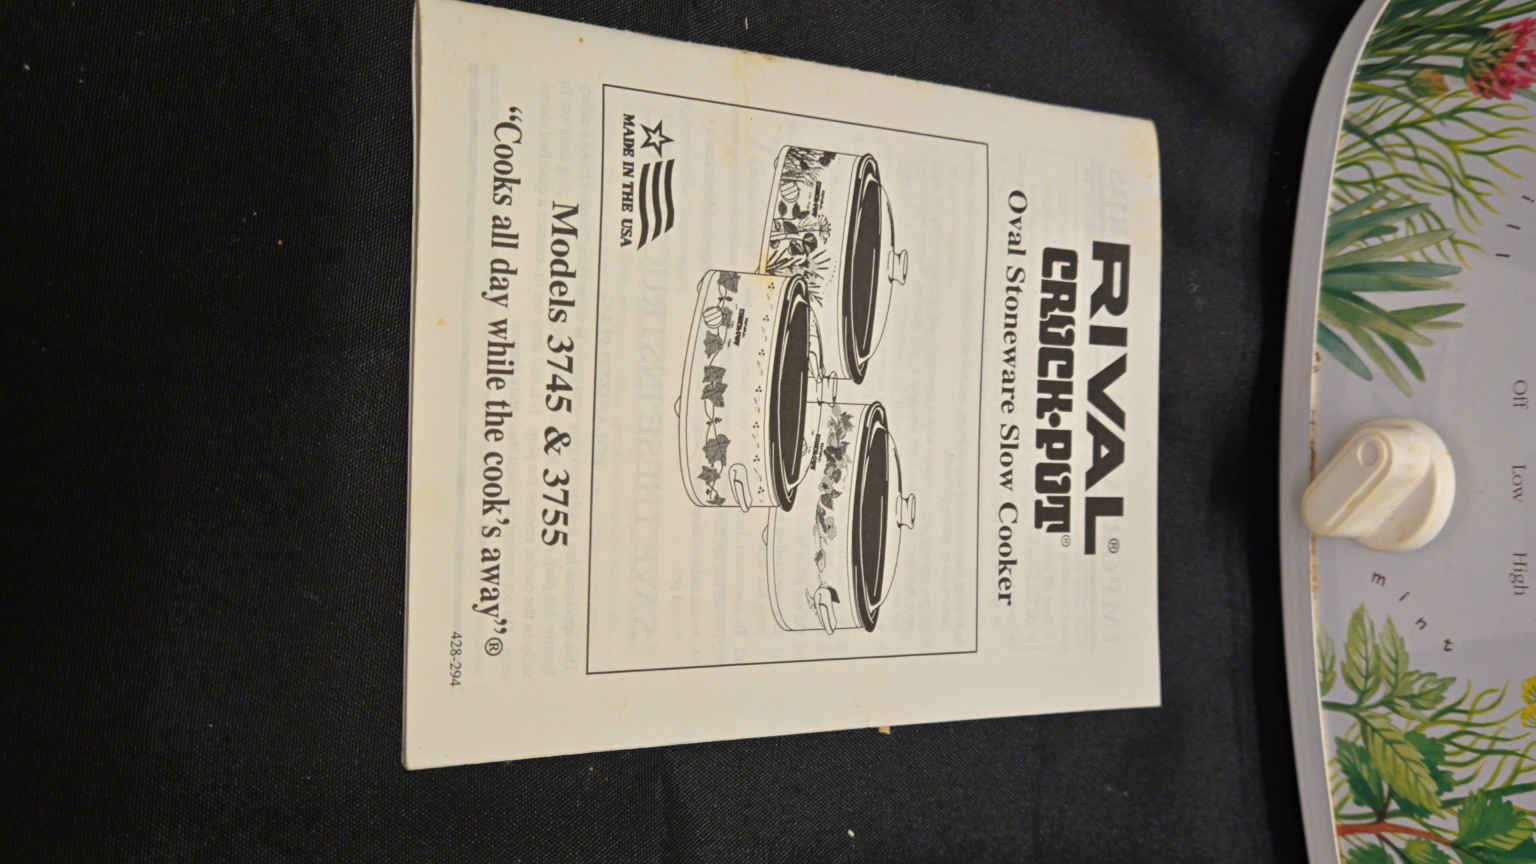 RIVAL®
CROCK·POT®
Oval Stoneware Slow Cooker
MADE IN THE USA
Models 3745 & 3755
“Cooks all day while the cook’s away”®
428-294
Off Low High
mint